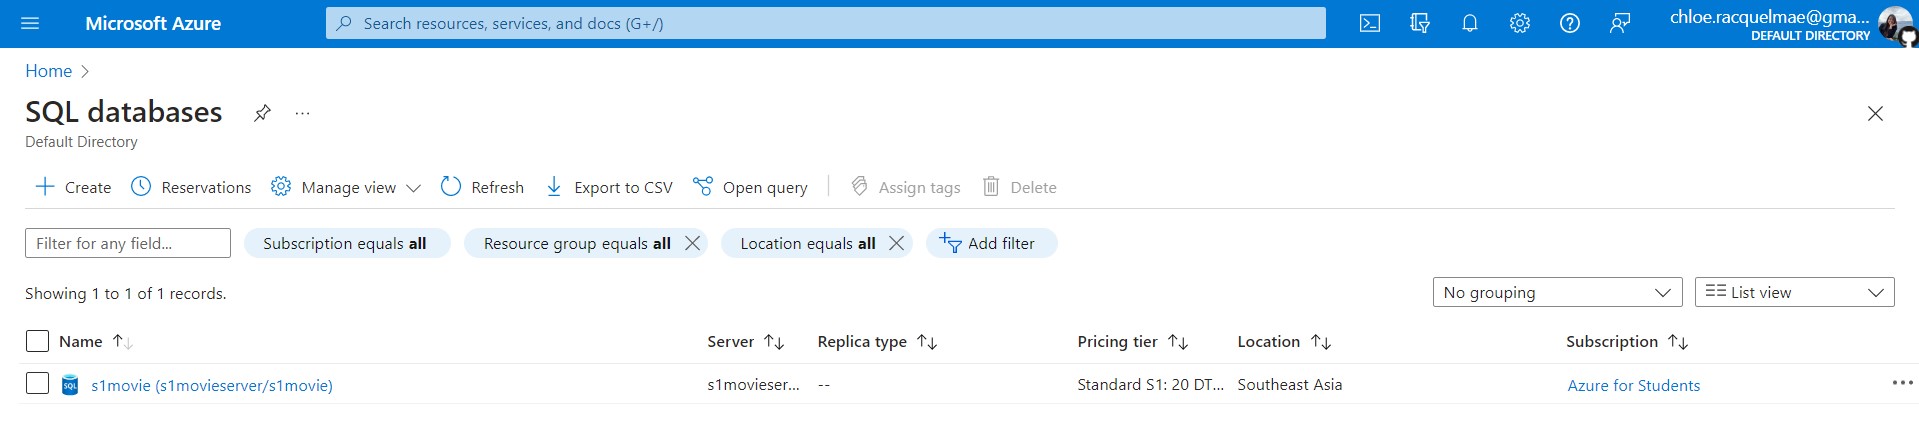 Microsoft Azure
Search resources, services, and docs (G+/)
chloe.racquelmae@gma...
DEFAULT DIRECTORY
Home
SQL databases
...
Default Directory
Create
Reservations
Manage view
Refresh
Export to CSV
Open query
Assign tags
Delete
Filter for any field...
Subscription equals all
Resource group equals all
Location equals all
Add filter
Showing 1 to 1 of 1 records.
No grouping
List view
Name
Server
Replica type
Pricing tier
Location
Subscription
SQL
s1movie (s1movieserver/s1movie)
s1movieser...
--
Standard S1: 20 DT...
Southeast Asia
Azure for Students
...